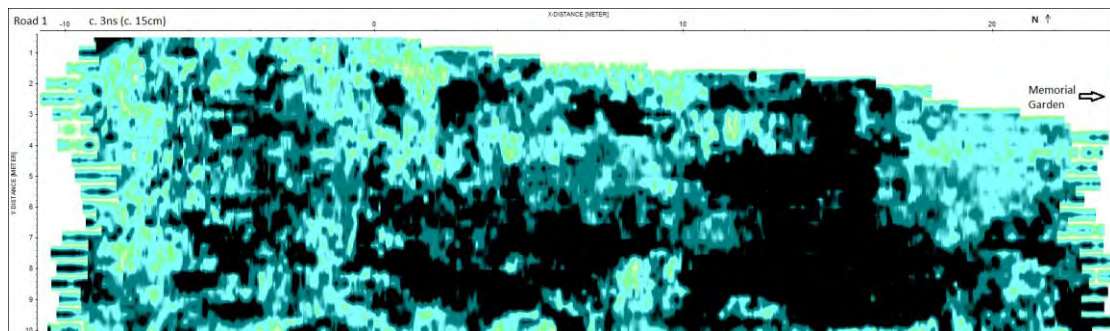 X-DISTANCE [METER]
Road 1
c. 3ns (c. 15cm)
N ↑
-10
0
10
20
Memorial
Garden
Y-DISTANCE [METER]
1
2
3
4
5
6
7
8
9
10